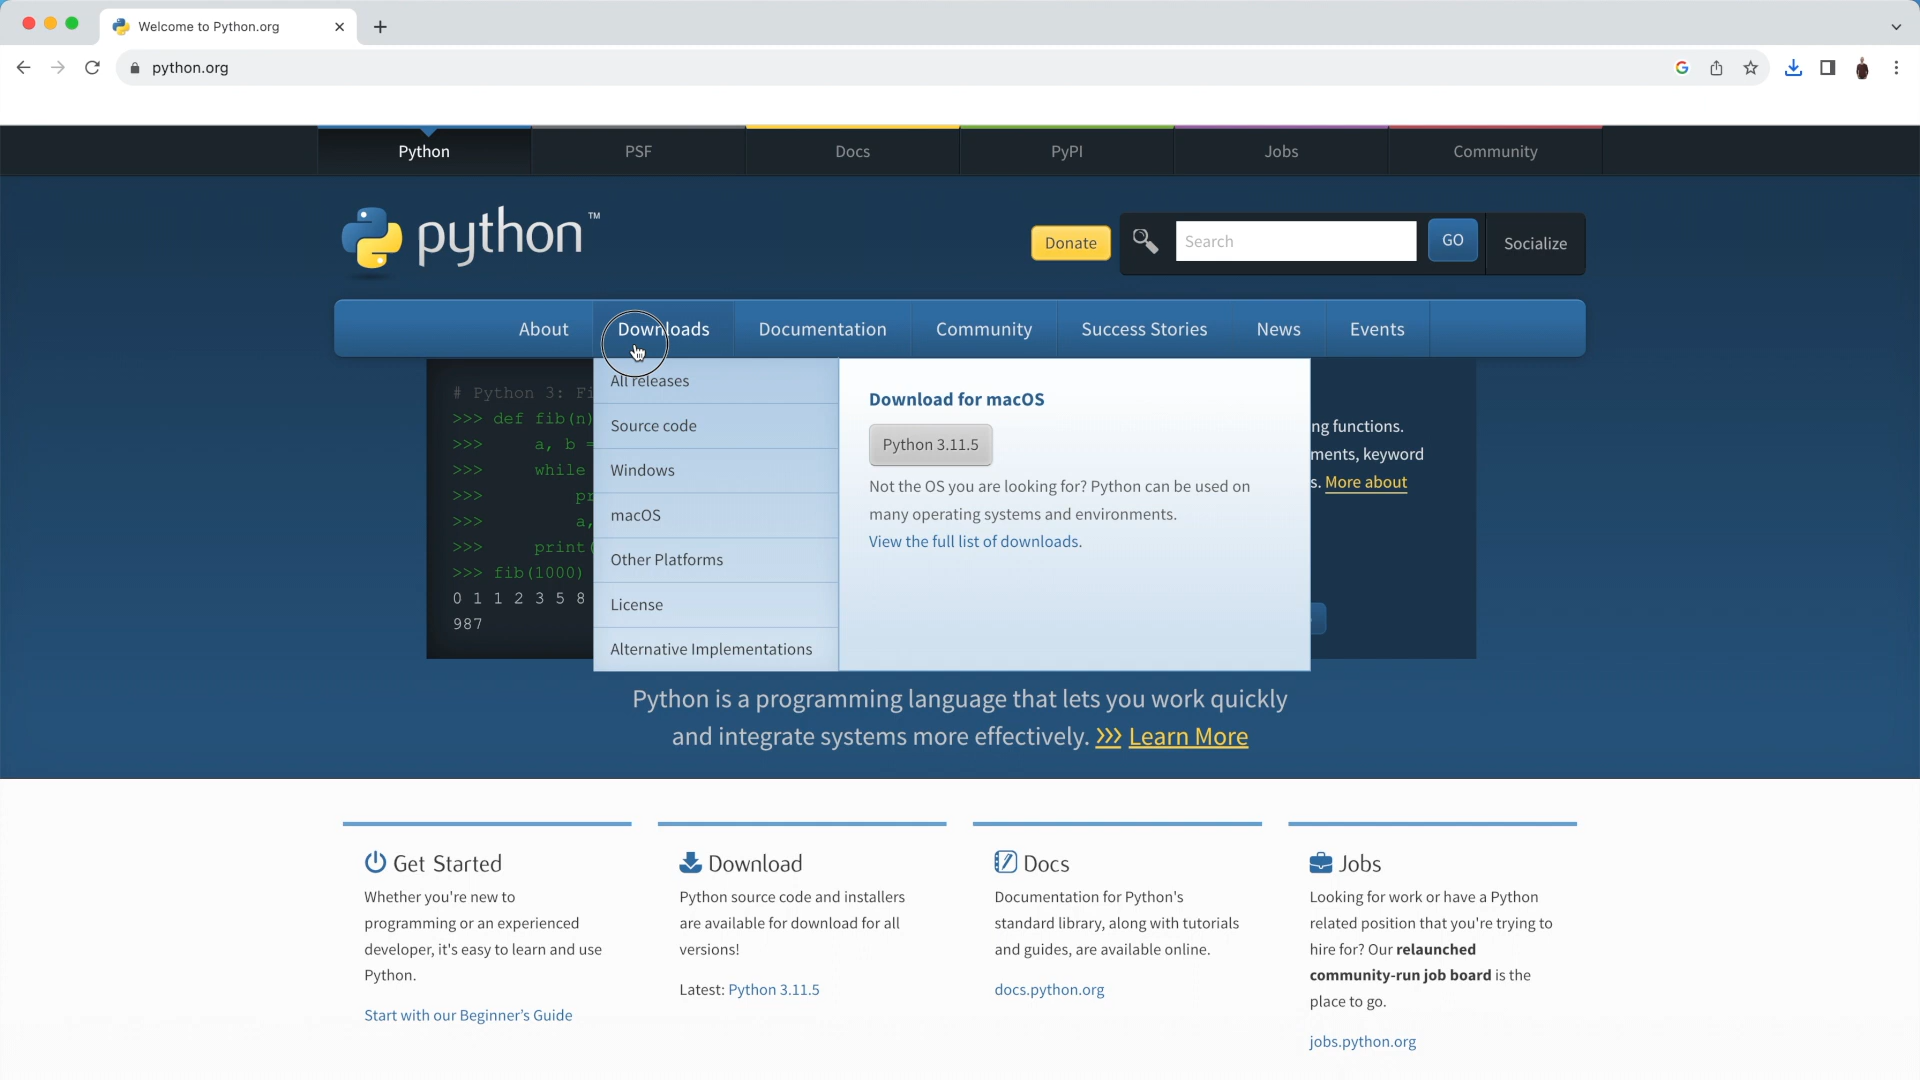 Welcome to Python.org
python.org
Python
PSF
Docs
PyPI
Jobs
Community
python™
Donate
Search
GO
Socialize
About
Downloads
Documentation
Community
Success Stories
News
Events
# Python 3: Fi
>>> def fib(n)
>>>     a, b =
>>>     while
>>>         pr
>>>         a,
>>>     print(
>>> fib(1000)
0 1 1 2 3 5 8
987
All releases
Source code
Windows
macOS
Other Platforms
License
Alternative Implementations
Download for macOS
Python 3.11.5
Not the OS you are looking for? Python can be used on
many operating systems and environments.
View the full list of downloads.
ng functions.
ments, keyword
s. More about
Python is a programming language that lets you work quickly
and integrate systems more effectively. >>> Learn More
Get Started
Whether you're new to
programming or an experienced
developer, it's easy to learn and use
Python.
Start with our Beginner’s Guide
Download
Python source code and installers
are available for download for all
versions!
Latest: Python 3.11.5
Docs
Documentation for Python's
standard library, along with tutorials
and guides, are available online.
docs.python.org
Jobs
Looking for work or have a Python
related position that you're trying to
hire for? Our relaunched
community-run job board is the
place to go.
jobs.python.org